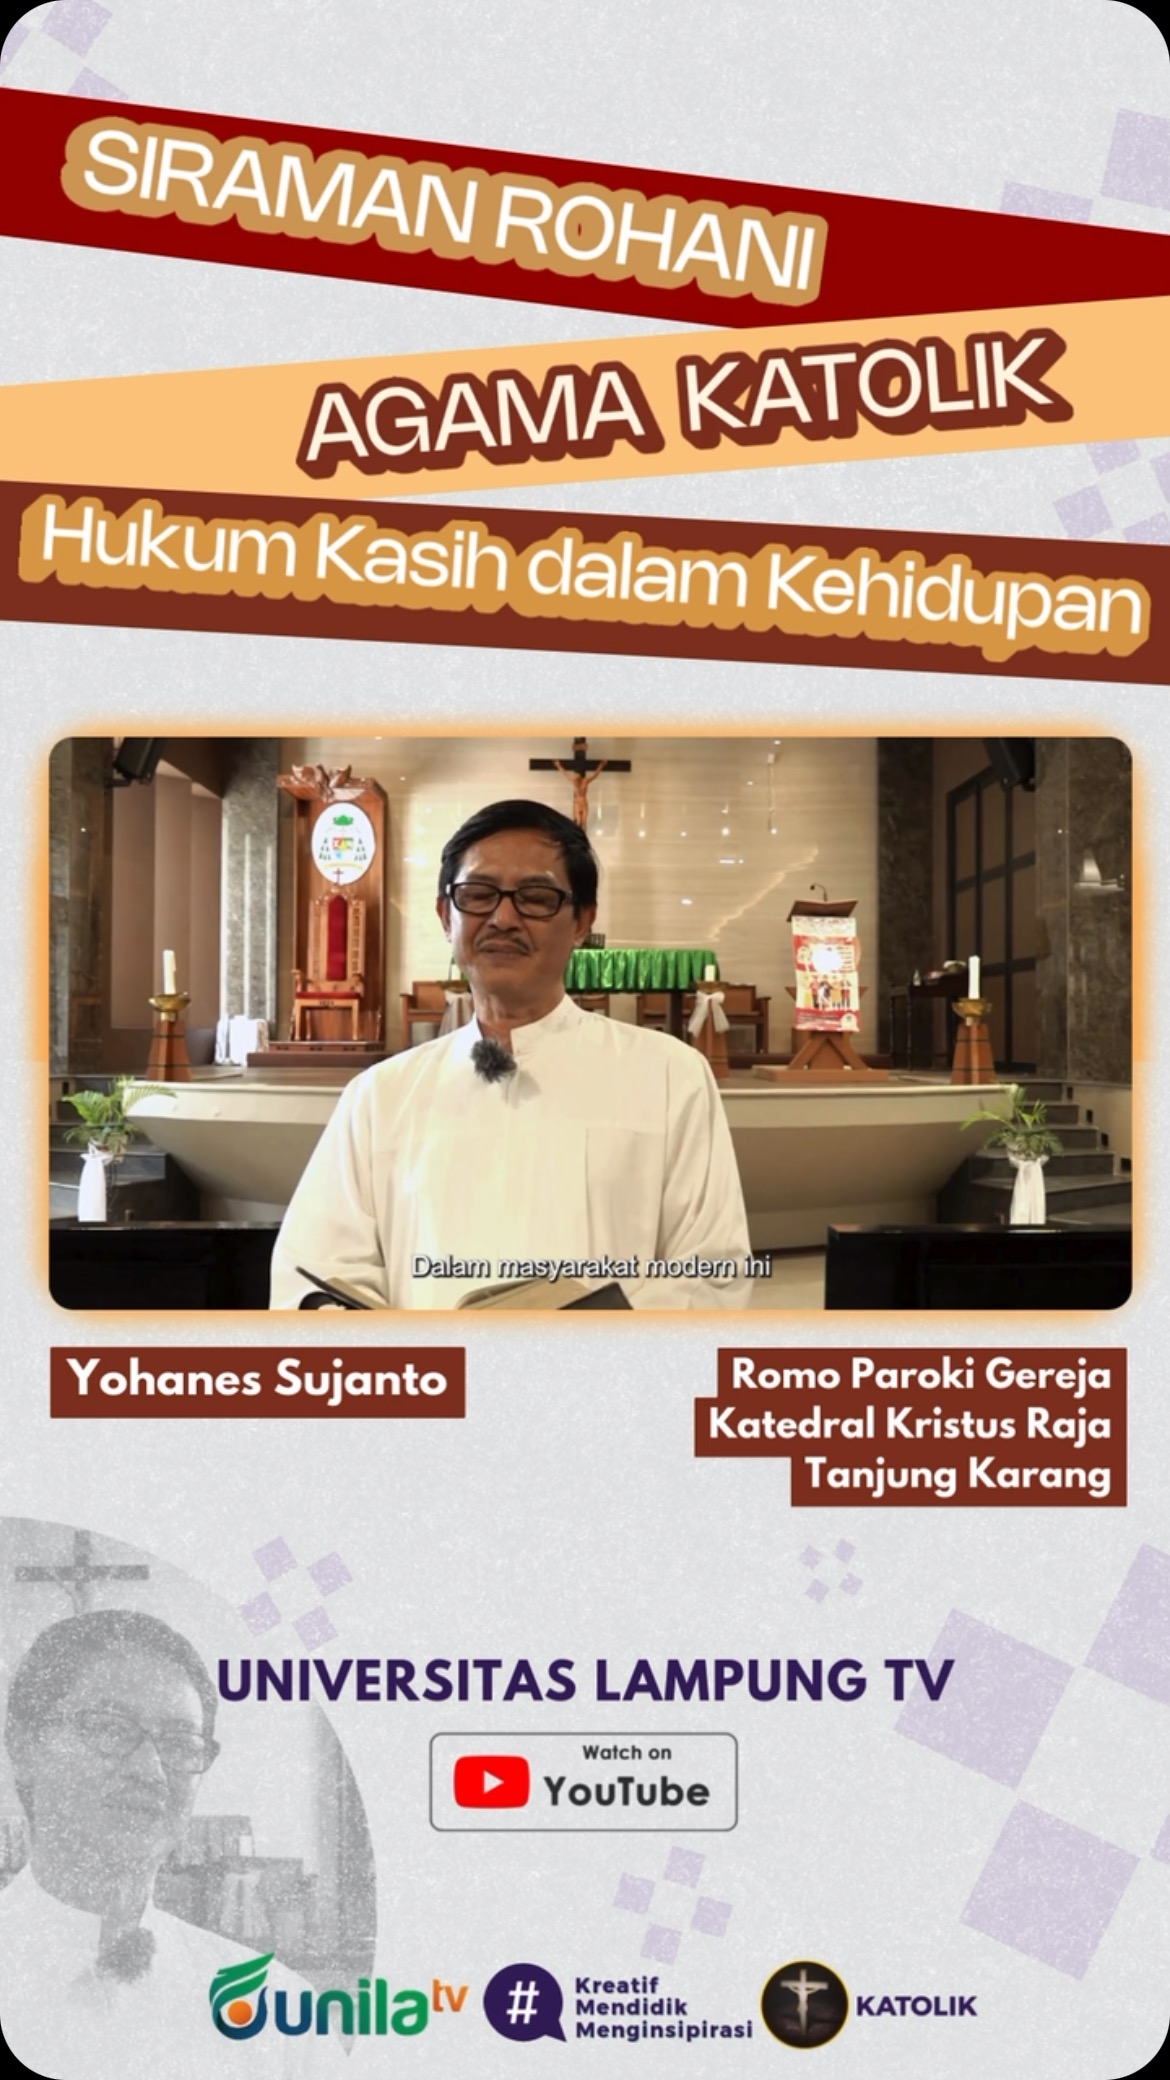 SIRAMAN ROHANI
AGAMA KATOLIK
Hukum Kasih dalam Kehidupan
Dalam masyarakat modern ini
Yohanes Sujanto
Romo Paroki Gereja
Katedral Kristus Raja
Tanjung Karang
UNIVERSITAS LAMPUNG TV
Watch on
YouTube
unila tv
#
Kreatif
Mendidik
Menginsipirasi
KATOLIK